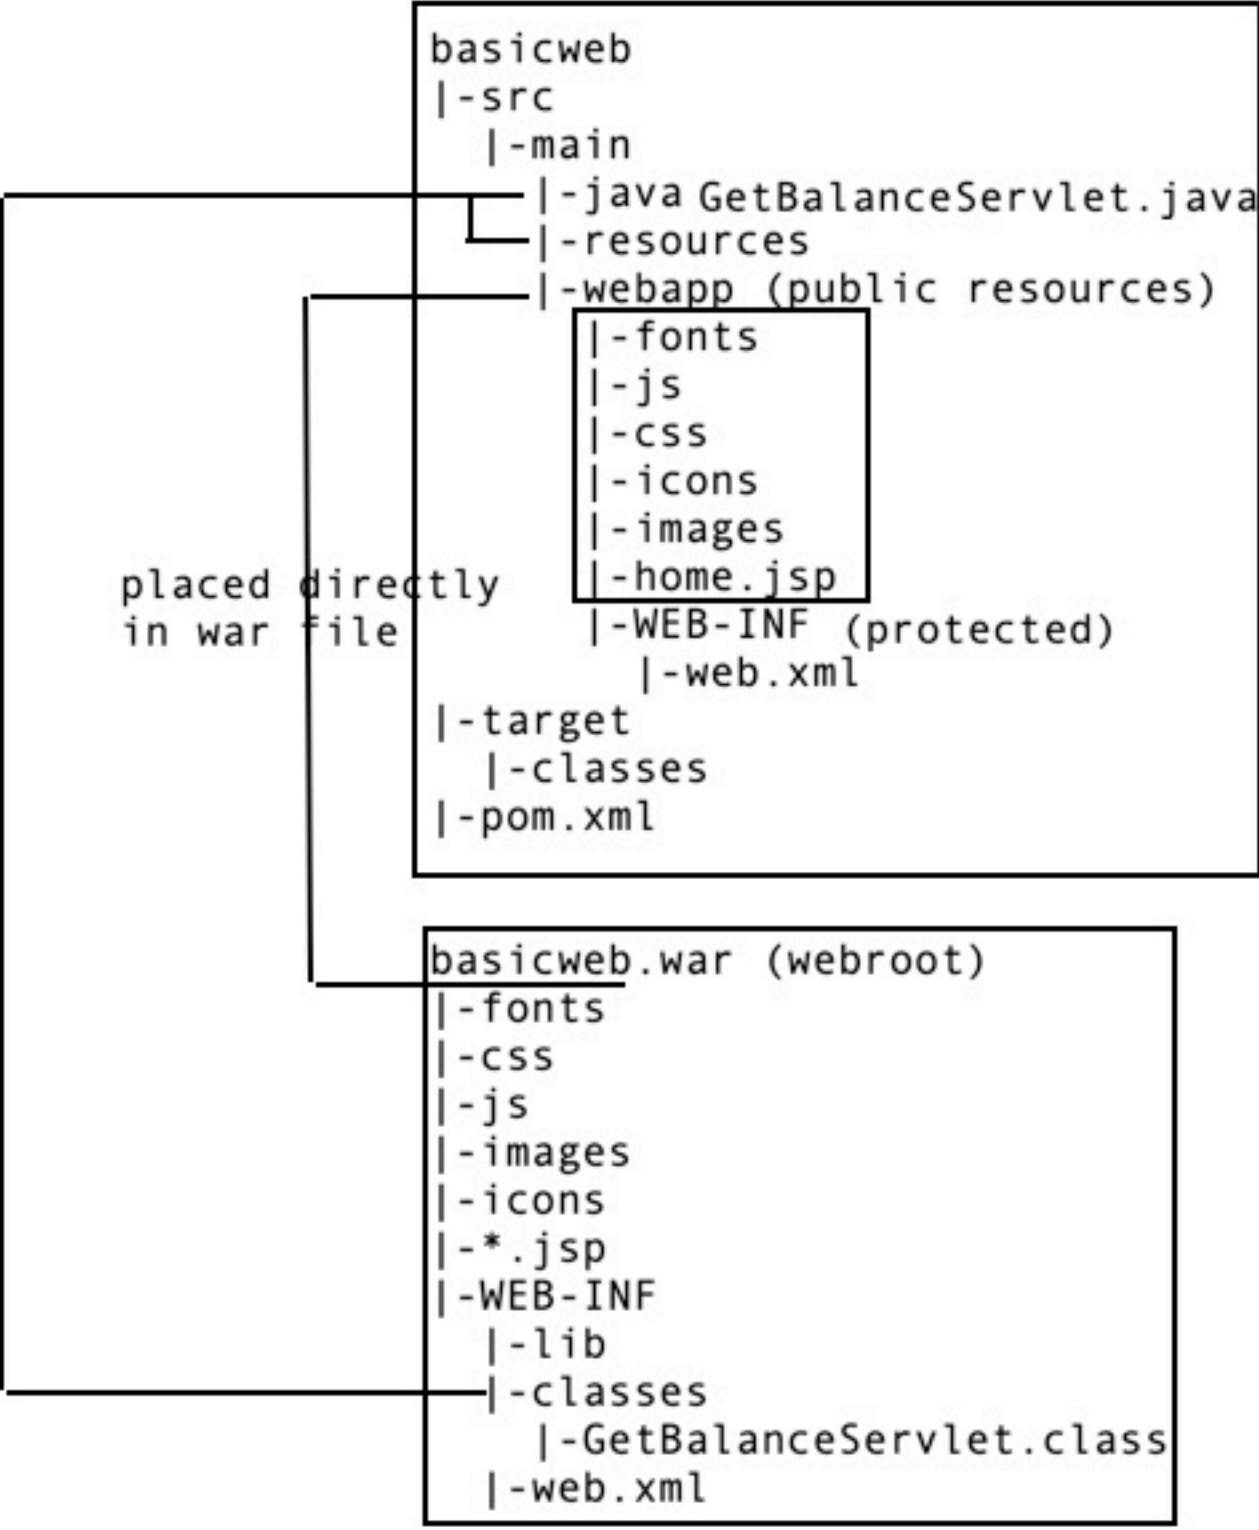 basicweb
|-src
|-main
|-java GetBalanceServlet.java
|-resources
|-webapp (public resources)
|-fonts
|-js
|-css
|-icons
|-images
|-home.jsp
|-WEB-INF (protected)
|-web.xml
|-target
|-classes
|-pom.xml
placed directly
in war file
basicweb.war (webroot)
|-fonts
|-css
|-js
|-images
|-icons
|-*.jsp
|-WEB-INF
|-lib
|-classes
|-GetBalanceServlet.class
|-web.xml